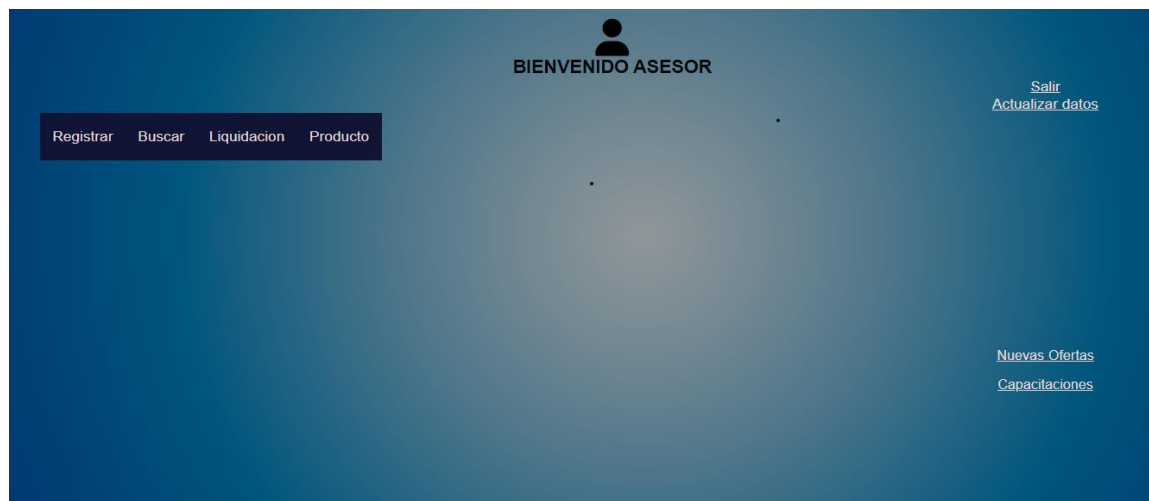 BIENVENIDO ASESOR
Salir
Actualizar datos
Registrar Buscar Liquidacion Producto
Nuevas Ofertas
Capacitaciones